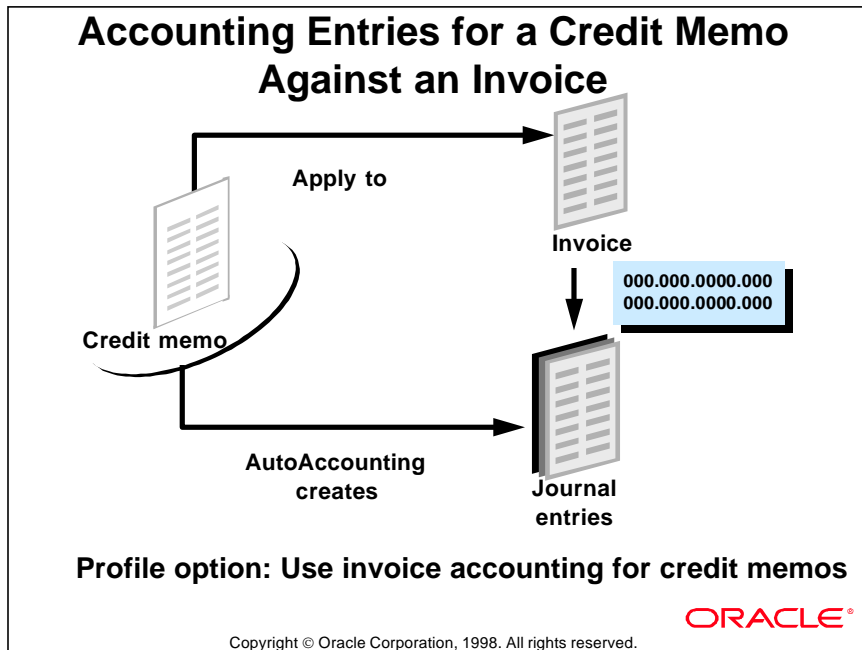 Accounting Entries for a Credit Memo
Against an Invoice
Apply to
Invoice
000.000.0000.000
000.000.0000.000
Credit memo
AutoAccounting
creates
Journal
entries
Profile option: Use invoice accounting for credit memos
ORACLE®
Copyright © Oracle Corporation, 1998. All rights reserved.